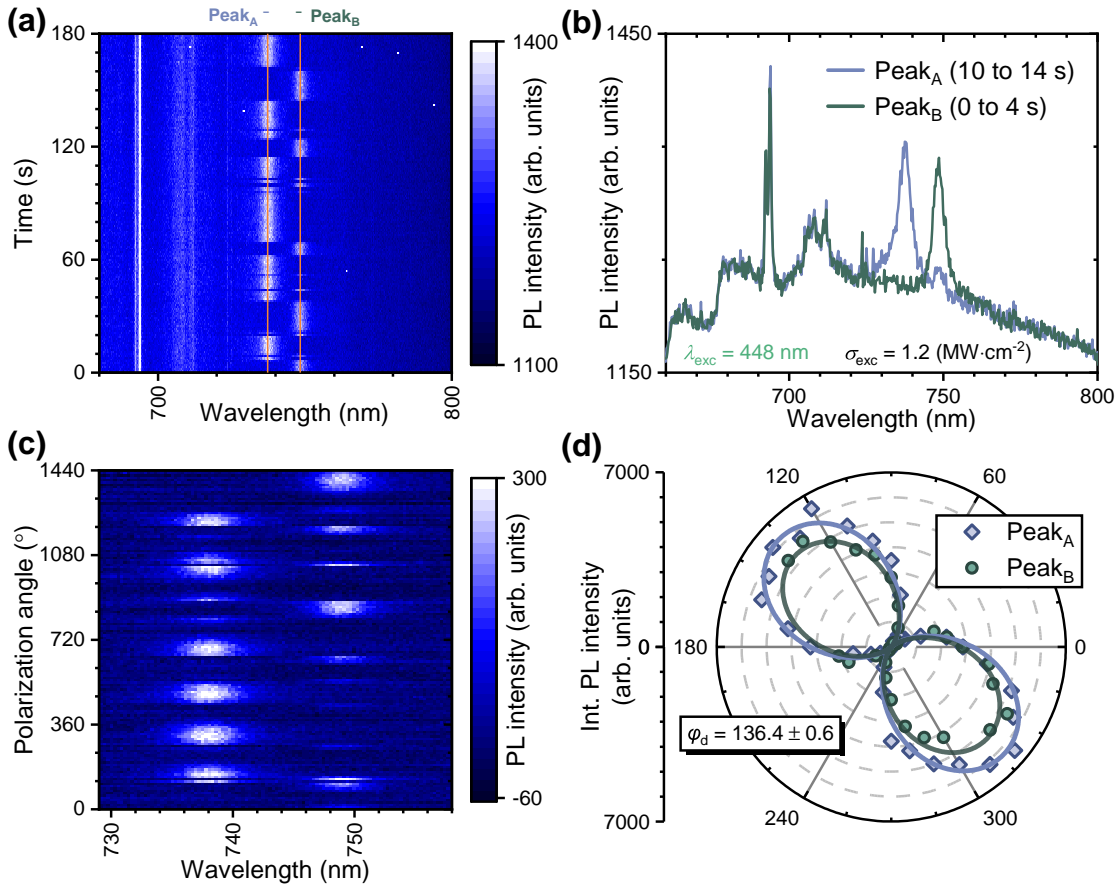 (a)
Peak_A
Peak_B
180
120
60
0
Time (s)
700
800
Wavelength (nm)
1400
1100
PL intensity (arb. units)
(b)
1450
1150
PL intensity (arb. units)
Peak_A (10 to 14 s)
Peak_B (0 to 4 s)
λ_exc = 448 nm
σ_exc = 1.2 (MW·cm⁻²)
700
750
800
Wavelength (nm)
(c)
1440
1080
720
360
0
Polarization angle (°)
730
740
750
Wavelength (nm)
300
-60
PL intensity (arb. units)
(d)
7000
0
7000
Int. PL intensity
(arb. units)
120
60
180
0
240
300
Peak_A
Peak_B
φ_d = 136.4 ± 0.6